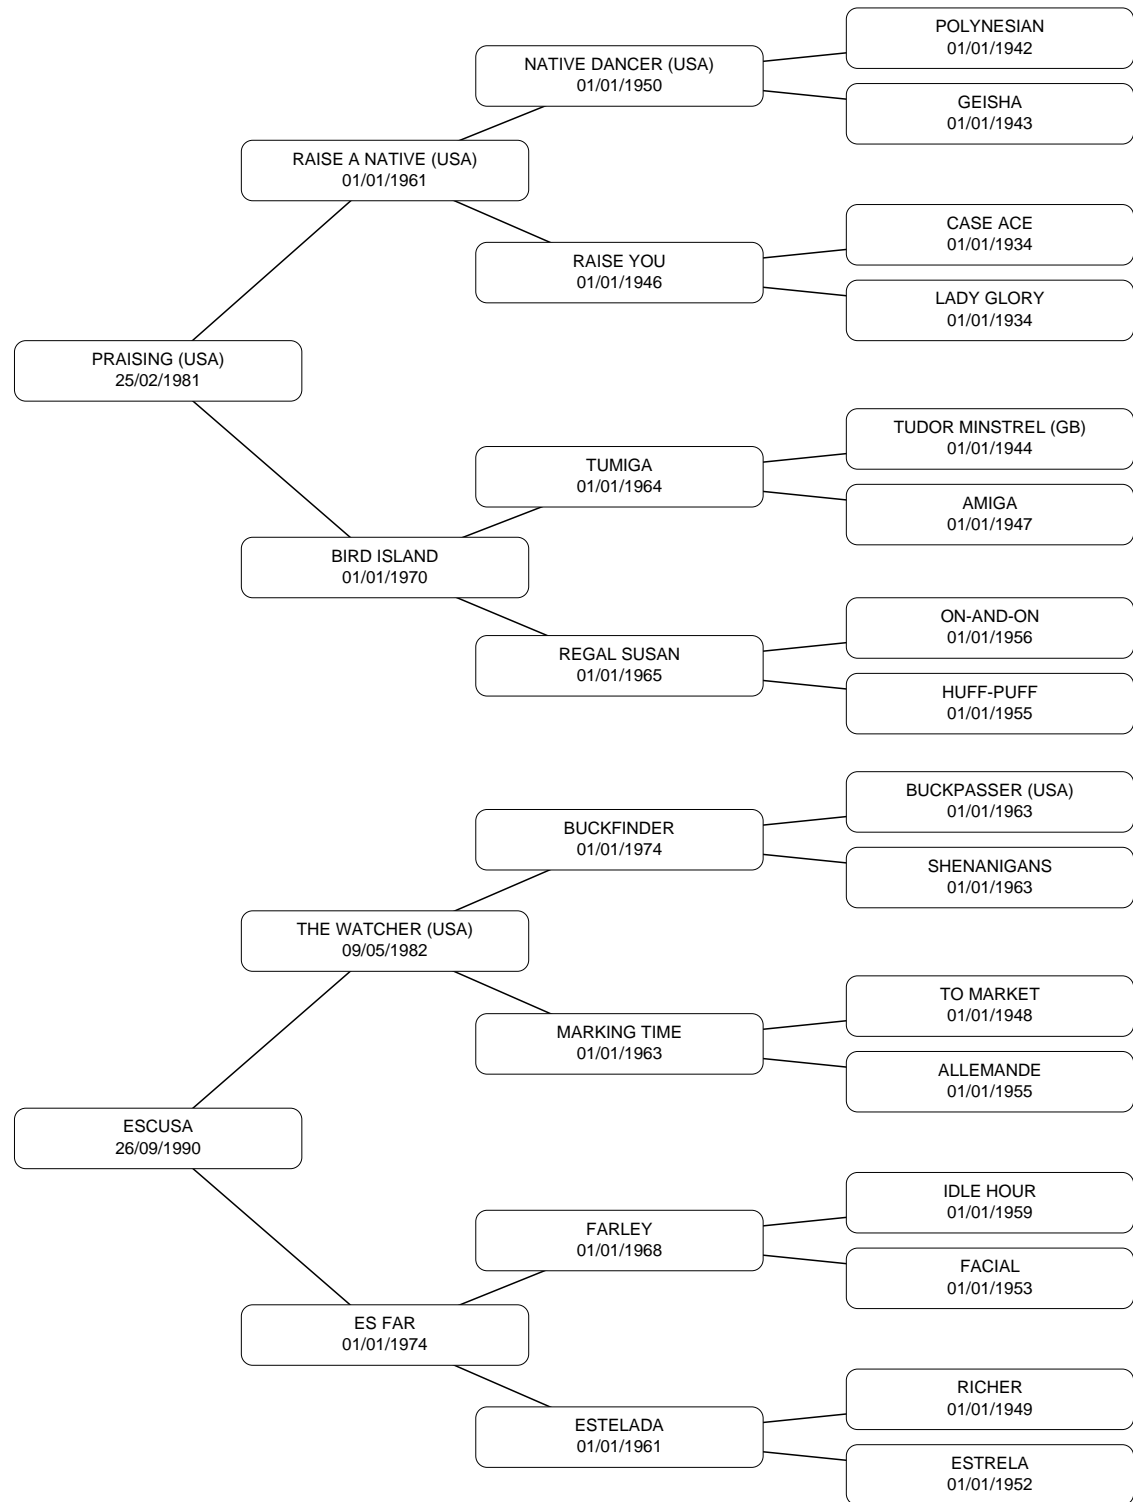 POLYNESIAN
01/01/1942
NATIVE DANCER (USA)
01/01/1950
GEISHA
01/01/1943
RAISE A NATIVE (USA)
01/01/1961
CASE ACE
01/01/1934
RAISE YOU
01/01/1946
LADY GLORY
01/01/1934
PRAISING (USA)
25/02/1981
TUDOR MINSTREL (GB)
01/01/1944
TUMIGA
01/01/1964
AMIGA
01/01/1947
BIRD ISLAND
01/01/1970
ON-AND-ON
01/01/1956
REGAL SUSAN
01/01/1965
HUFF-PUFF
01/01/1955
BUCKPASSER (USA)
01/01/1963
BUCKFINDER
01/01/1974
SHENANIGANS
01/01/1963
THE WATCHER (USA)
09/05/1982
TO MARKET
01/01/1948
MARKING TIME
01/01/1963
ALLEMANDE
01/01/1955
ESCUSA
26/09/1990
IDLE HOUR
01/01/1959
FARLEY
01/01/1968
FACIAL
01/01/1953
ES FAR
01/01/1974
RICHER
01/01/1949
ESTELADA
01/01/1961
ESTRELA
01/01/1952